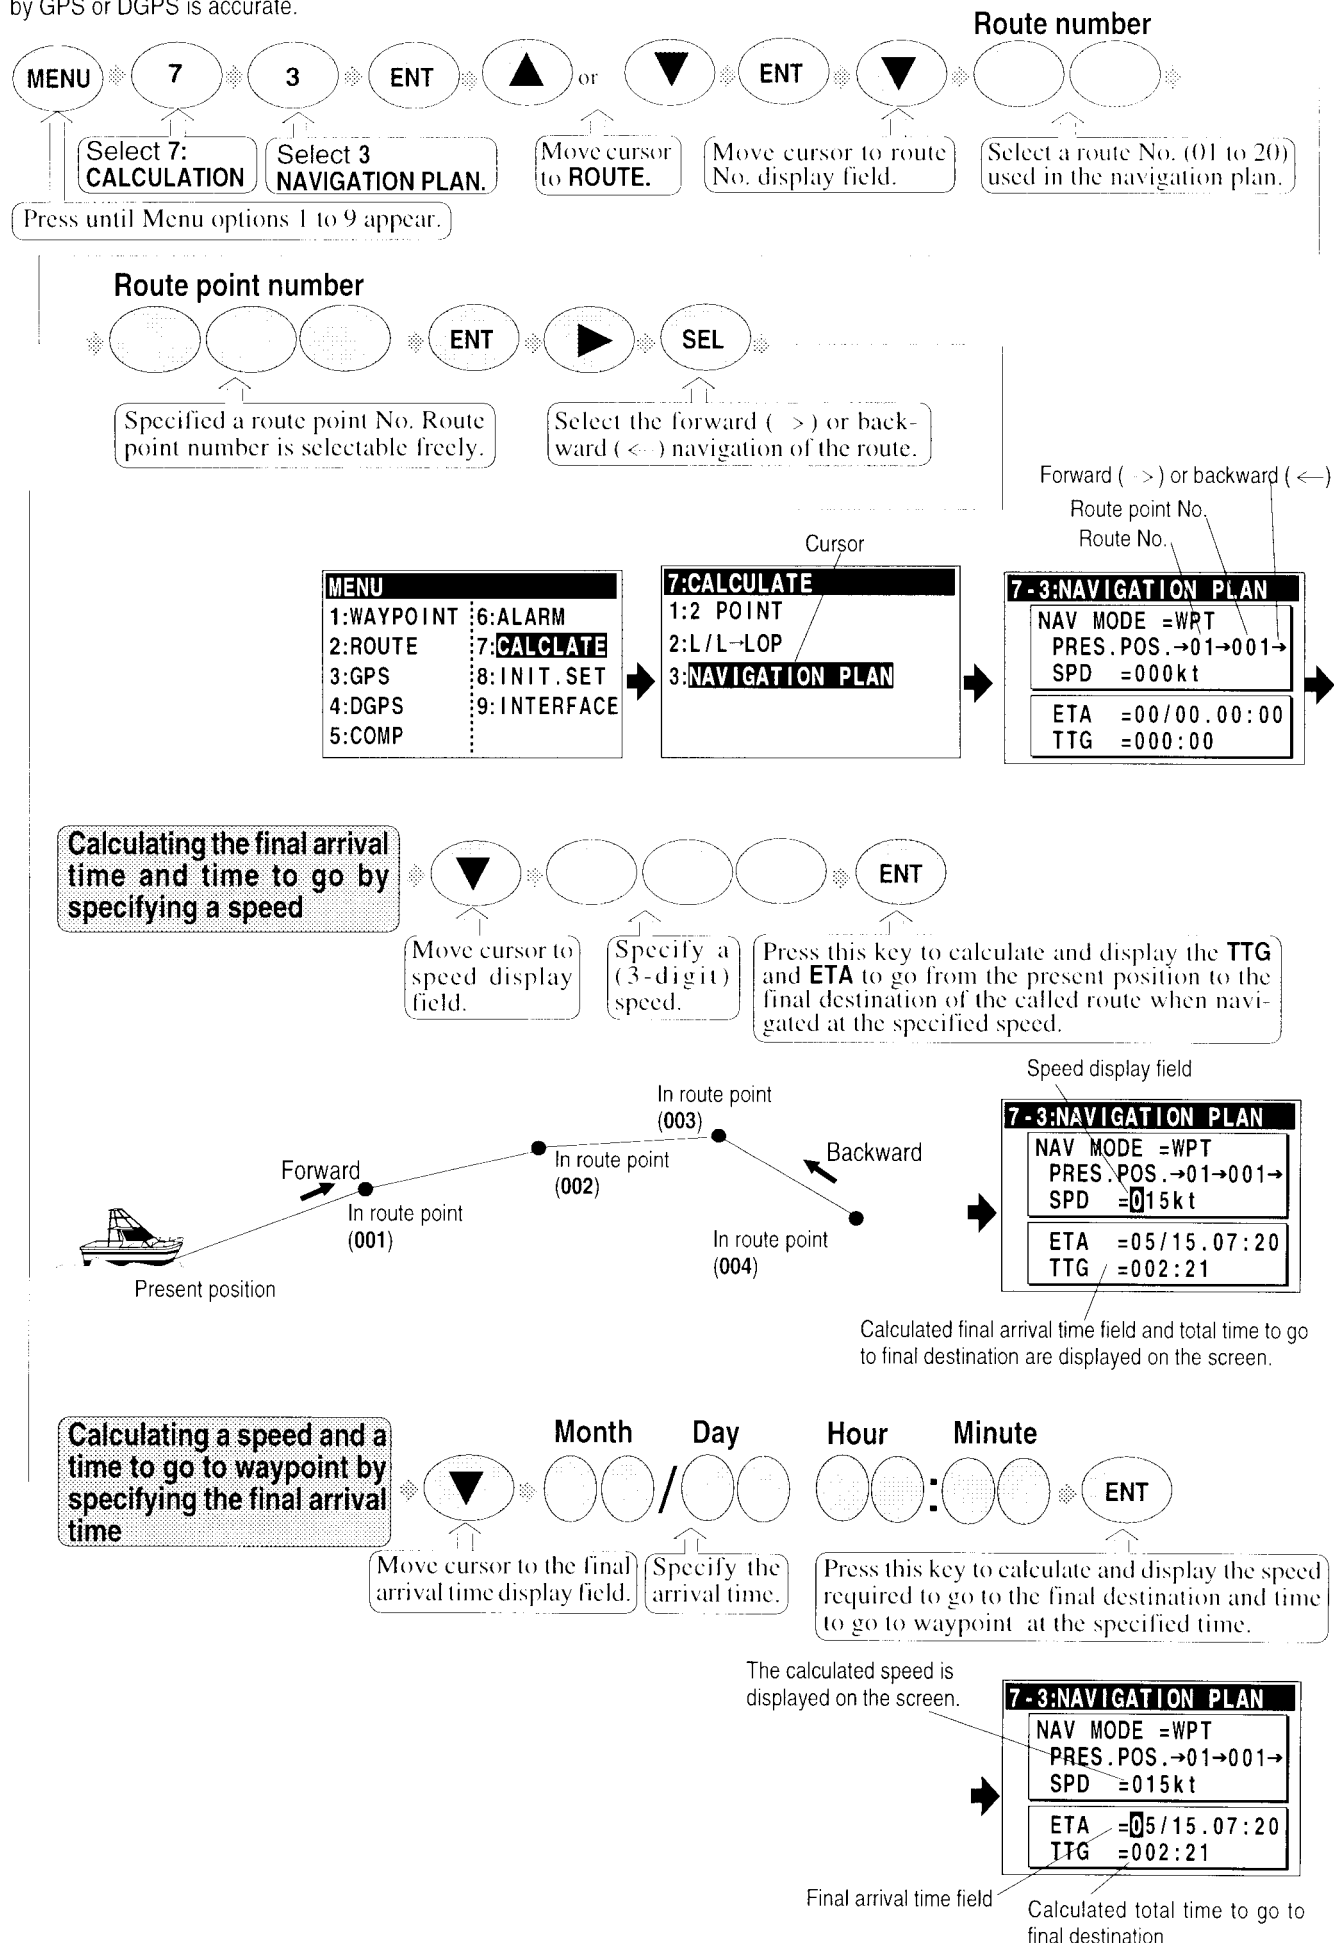 by GPS or DGPS is accurate.
Route number
MENU 7 3 ENT ▲ or ▼ ENT ▼
Select 7:
CALCULATION
Select 3
NAVIGATION PLAN.
Move cursor
to ROUTE.
Move cursor to route
No. display field.
Select a route No. (01 to 20)
used in the navigation plan.
Press until Menu options 1 to 9 appear.
Route point number
ENT ▶ SEL
Specified a route point No. Route
point number is selectable freely.
Select the forward ( > ) or back-
ward ( <- ) navigation of the route.
Forward ( -> ) or backward ( <— )
Route point No.
Route No.
Cursor
MENU
1:WAYPOINT 6:ALARM
2:ROUTE 7:CALCLATE
3:GPS 8:INIT.SET
4:DGPS 9:INTERFACE
5:COMP
7:CALCULATE
1:2 POINT
2:L/L→LOP
3:NAVIGATION PLAN
7-3:NAVIGATION PLAN
NAV MODE =WPT
PRES.POS.→01→001→
SPD =000kt
ETA =00/00.00:00
TTG =000:00
Calculating the final arrival
time and time to go by
specifying a speed
▼ ENT
Move cursor to
speed display
field.
Specify a
(3-digit)
speed.
Press this key to calculate and display the TTG
and ETA to go from the present position to the
final destination of the called route when navi-
gated at the specified speed.
Speed display field
In route point
(003)
Forward
In route point
(002)
Backward
In route point
(001)
In route point
(004)
Present position
7-3:NAVIGATION PLAN
NAV MODE =WPT
PRES.POS.→01→001→
SPD =015kt
ETA =05/15.07:20
TTG =002:21
Calculated final arrival time field and total time to go
to final destination are displayed on the screen.
Calculating a speed and a
time to go to waypoint by
specifying the final arrival
time
Month Day Hour Minute
▼ / : ENT
Move cursor to the final
arrival time display field.
Specify the
arrival time.
Press this key to calculate and display the speed
required to go to the final destination and time
to go to waypoint at the specified time.
The calculated speed is
displayed on the screen.
7-3:NAVIGATION PLAN
NAV MODE =WPT
PRES.POS.→01→001→
SPD =015kt
ETA =05/15.07:20
TTG =002:21
Final arrival time field
Calculated total time to go to
final destination